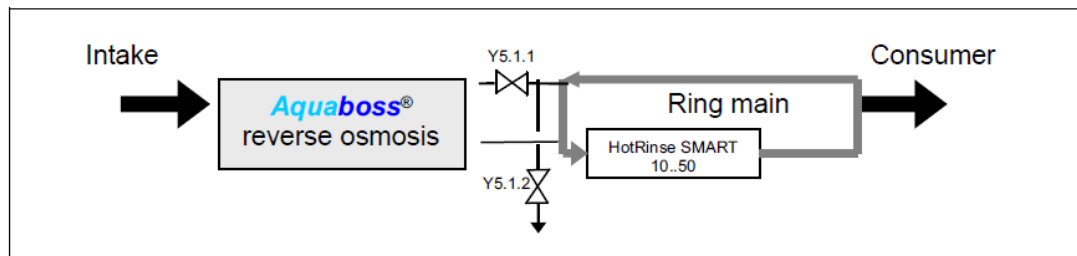 Intake
Y5.1.1
Consumer
Aquaboss®
reverse osmosis
Ring main
HotRinse SMART
10..50
Y5.1.2